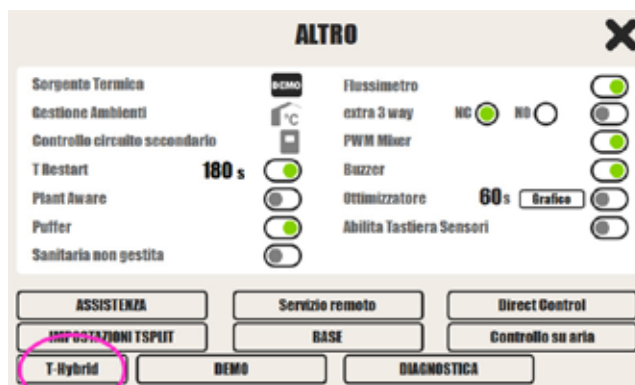 ALTRO
Sorgente Termica DEMO Flussimetro
Gestione Ambienti °C extra 3 way NC NO
Controllo circuito secondario PWM Mixer
T Restart 180 s Buzzer
Plant Aware Ottimizzatore 60s Grafico
Puffer Abilita Tastiera Sensori
Sanitaria non gestita
ASSISTENZA Servizio remoto Direct Control
IMPOSTAZIONI TSPLIT BASE Controllo su aria
T-Hybrid DEMO DIAGNOSTICA